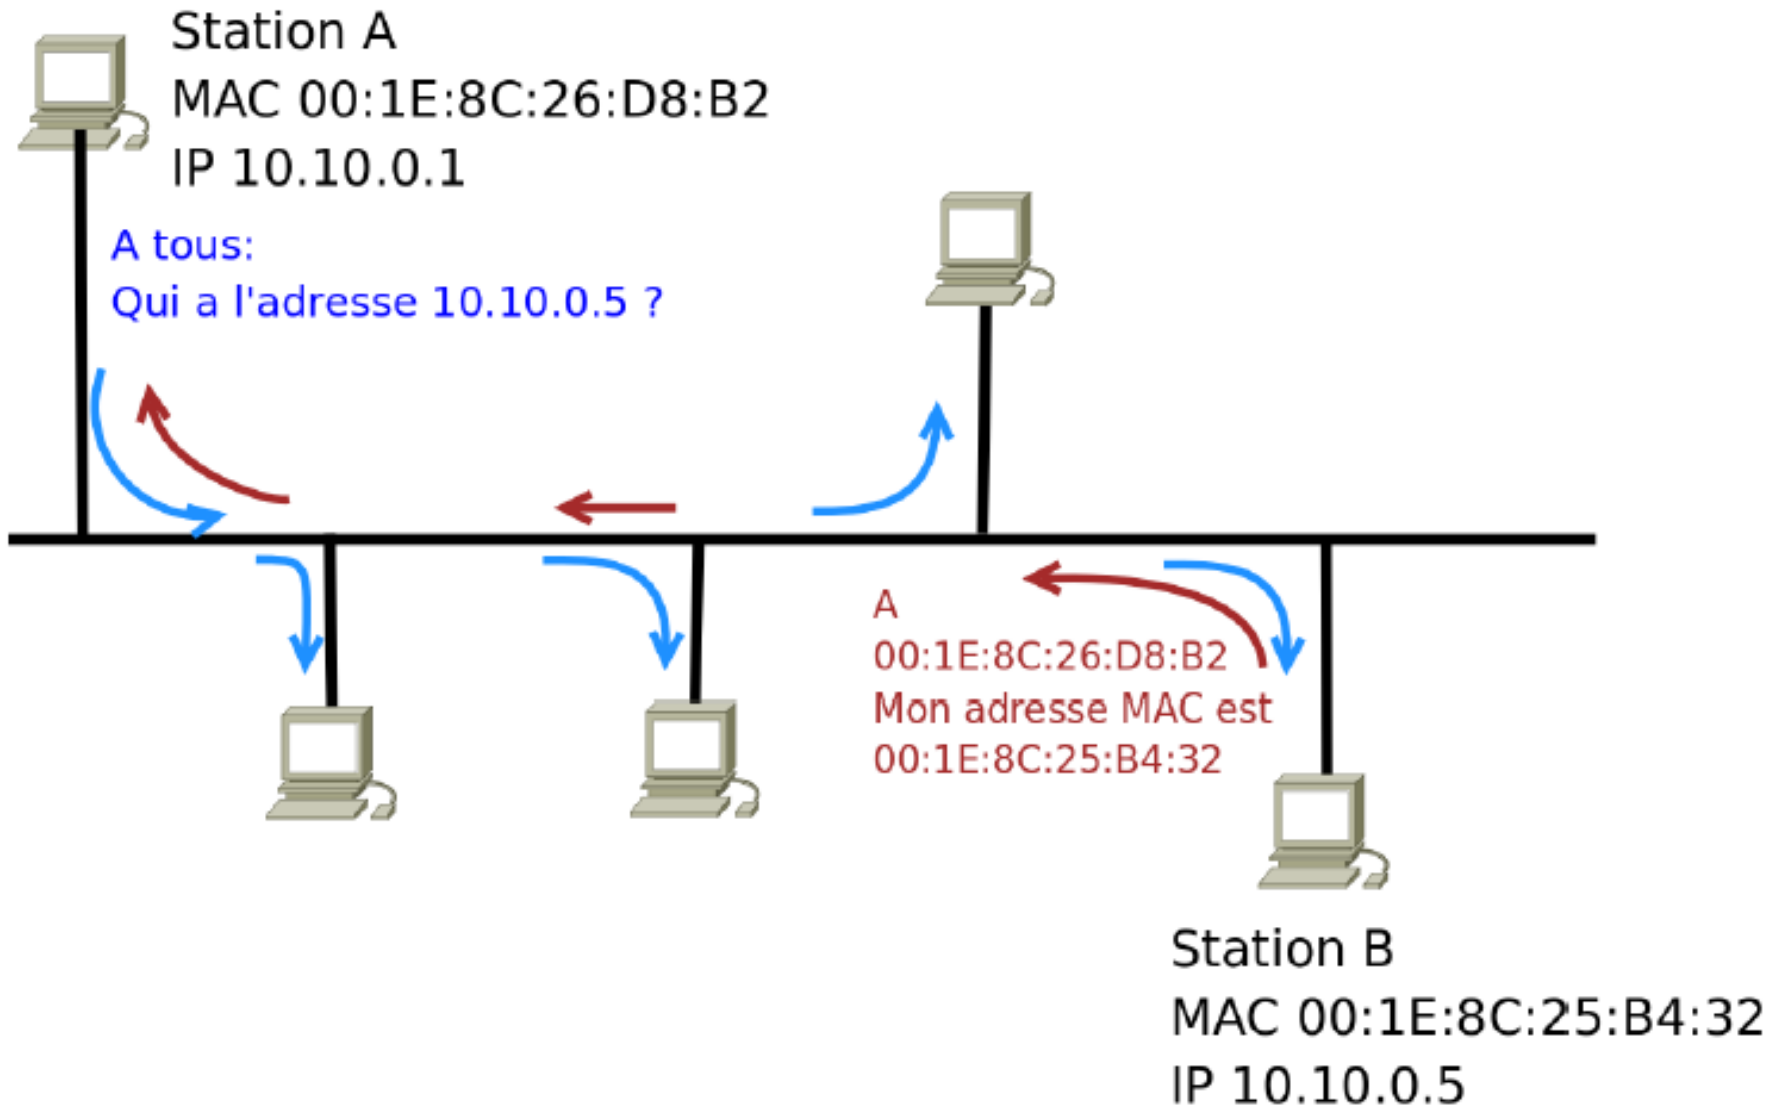 Station A
MAC 00:1E:8C:26:D8:B2
IP 10.10.0.1
A tous:
Qui a l'adresse 10.10.0.5 ?
A
00:1E:8C:26:D8:B2
Mon adresse MAC est
00:1E:8C:25:B4:32
Station B
MAC 00:1E:8C:25:B4:32
IP 10.10.0.5